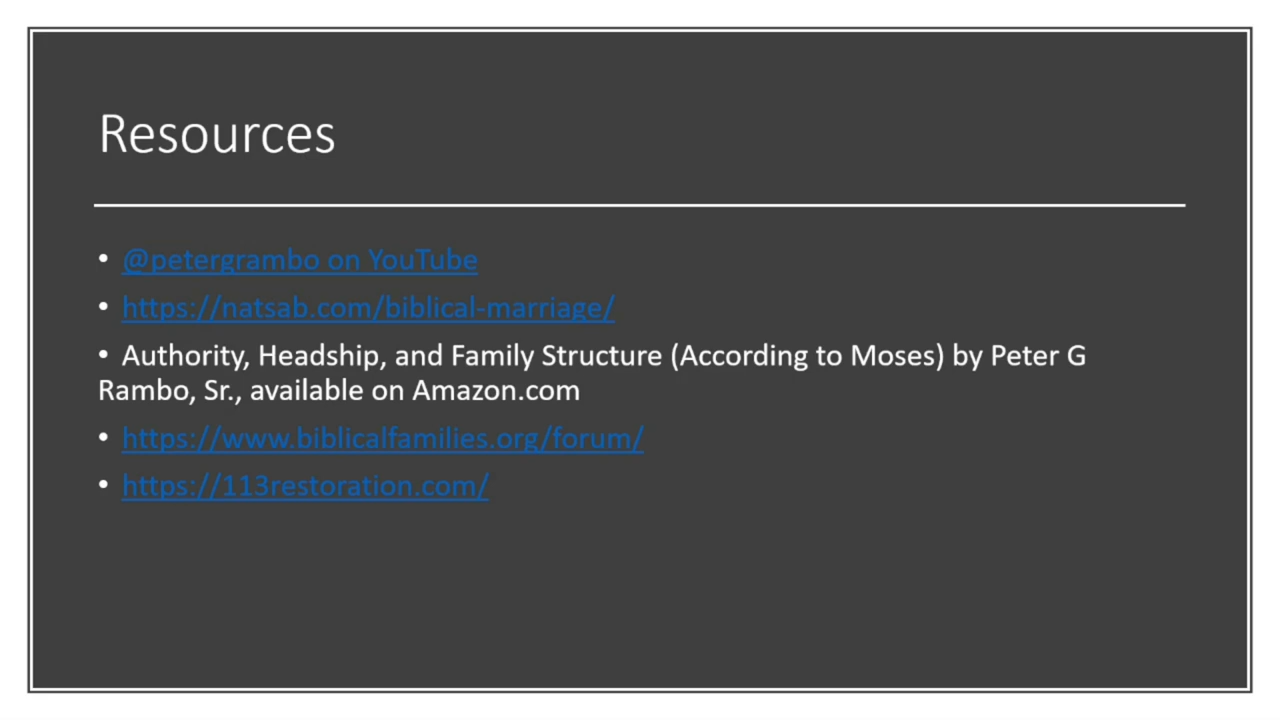 Resources
• @petergrambo on YouTube
• https://natsab.com/biblical-marriage/
• Authority, Headship, and Family Structure (According to Moses) by Peter G
Rambo, Sr., available on Amazon.com
• https://www.biblicalfamilies.org/forum/
• https://113restoration.com/